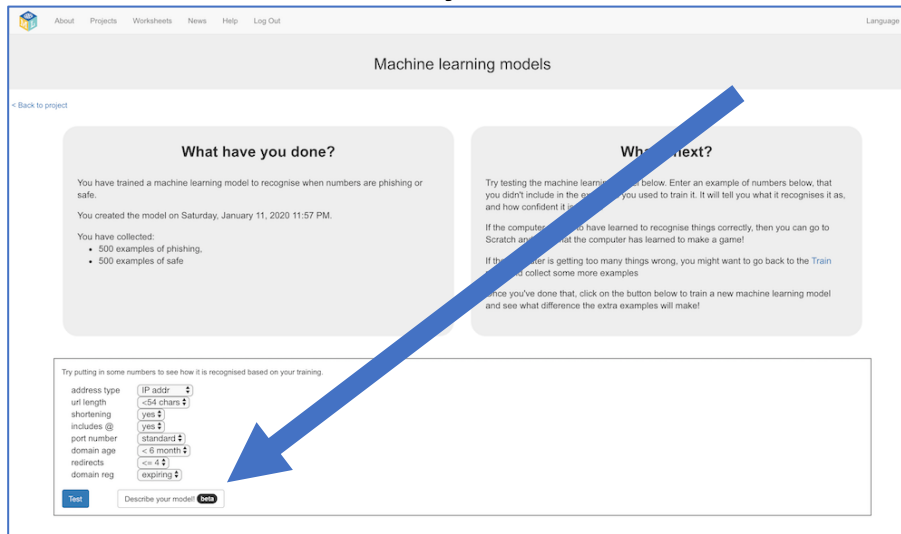 About Projects Worksheets News Help Log Out Language
Machine learning models
< Back to project
What have you done?
You have trained a machine learning model to recognise when numbers are phishing or
safe.
You created the model on Saturday, January 11, 2020 11:57 PM.
You have collected:
• 500 examples of phishing,
• 500 examples of safe
next?
Try testing the machine learning below. Enter an example of numbers below, that
you didn't include in the you used to train it. It will tell you what it recognises it as,
and how confident it
If the computer to have learned to recognise things correctly, then you can go to
Scratch and the computer has learned to make a game!
If the is getting too many things wrong, you might want to go back to the Train
collect some more examples
you've done that, click on the button below to train a new machine learning model
and see what difference the extra examples will make!
Try putting in some numbers to see how it is recognised based on your training.
address type IP addr
url length <54 chars
shortening yes
includes @ yes
port number standard
domain age < 6 month
redirects <= 4
domain reg expiring
Test Describe your model! beta